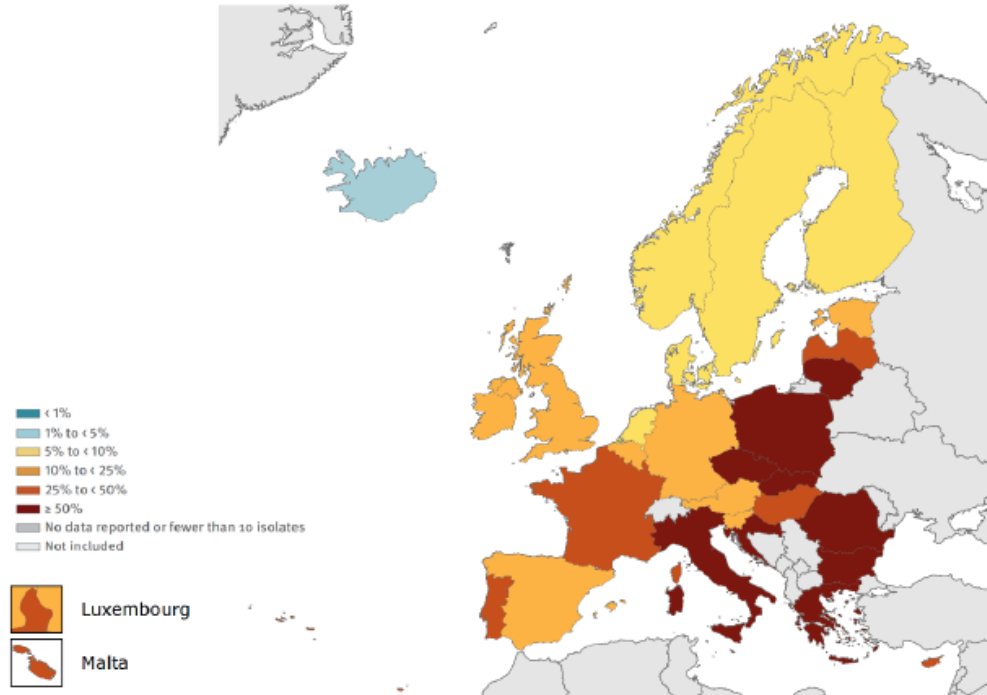 < 1%
1% to < 5%
5% to < 10%
10% to < 25%
25% to < 50%
≥ 50%
No data reported or fewer than 10 isolates
Not included
Luxembourg
Malta